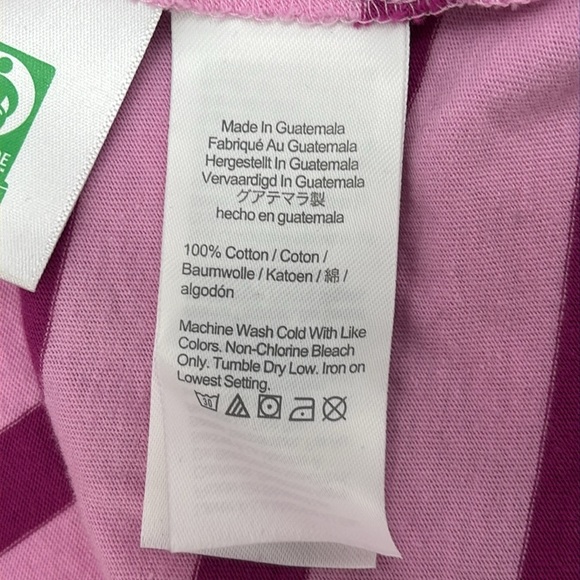 Made In Guatemala
Fabriqué Au Guatemala
Hergestellt In Guatemala
Vervaardigd In Guatemala
グアテマラ製
hecho en guatemala
100% Cotton / Coton /
Baumwolle / Katoen / 綿 /
algodón
Machine Wash Cold With Like
Colors. Non-Chlorine Bleach
Only. Tumble Dry Low. Iron on
Lowest Setting.
30